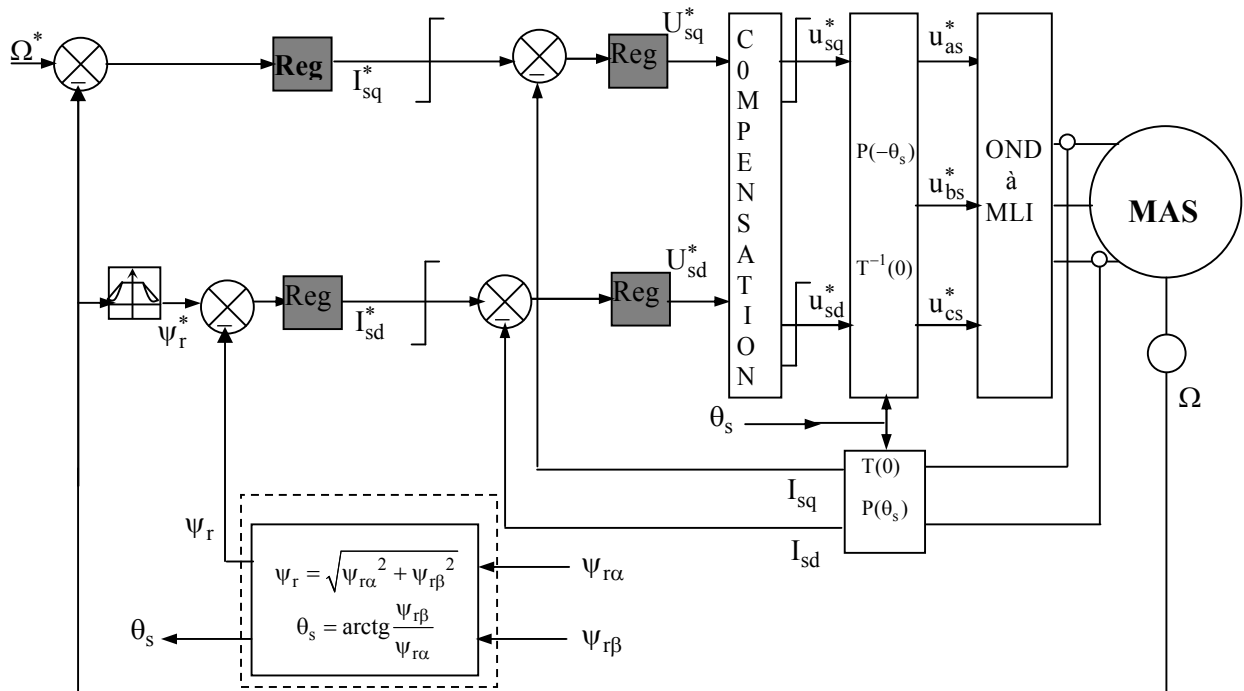 Ω*
Reg
I*sq
Reg
U*sq
COMPENSATION
u*sq
P(−θs)
T⁻¹(0)
u*as
u*bs
u*cs
OND
à
MLI
MAS
Ω
ψ*r
Reg
I*sd
Reg
U*sd
u*sd
θs
T(0)
P(θs)
Isq
Isd
ψr
ψr = √(ψrα² + ψrβ²)
θs = arctg ψrβ/ψrα
ψrα
ψrβ
θs